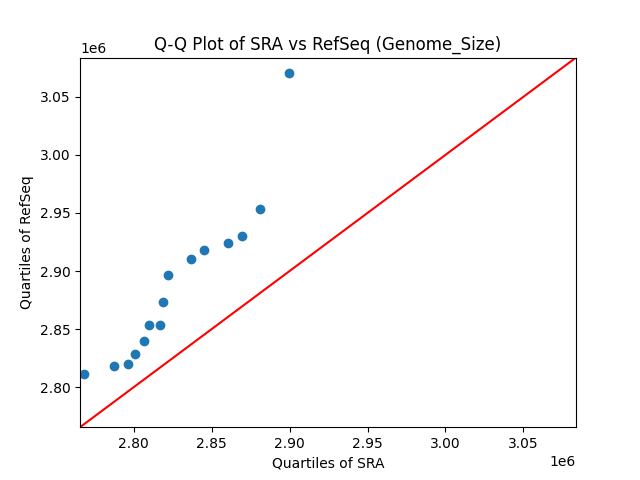 Q-Q Plot of SRA vs RefSeq (Genome_Size)
1e6
3.05
3.00
2.95
2.90
2.85
2.80
Quartiles of RefSeq
2.80 2.85 2.90 2.95 3.00 3.05
Quartiles of SRA
1e6